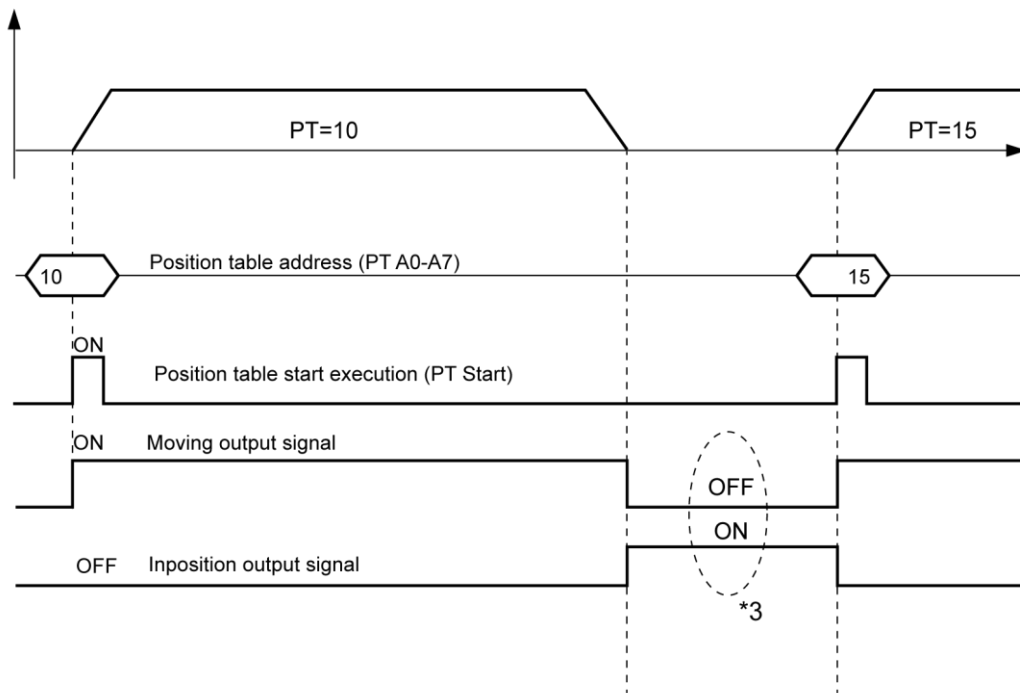 PT=10
PT=15
10
Position table address (PT A0-A7)
15
ON
Position table start execution (PT Start)
ON
Moving output signal
OFF
ON
OFF
Inposition output signal
*3